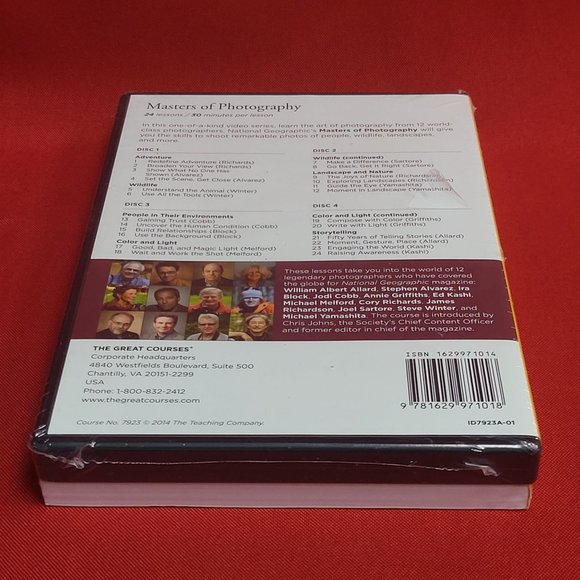 Masters of Photography
24 lessons / 30 minutes per lesson
In this one-of-a-kind video series, learn the art of photography from 12 world-
class photographers. National Geographic's Masters of Photography will give
you the skills to shoot remarkable photos of people, wildlife, landscapes,
and more.
DISC 1
Adventure
1 Redefine Adventure (Richards)
2 Broaden Your View (Richards)
3 Show What No One Has
Shown (Alvarez)
4 Set the Scene, Get Close (Alvarez)
Wildlife
5 Understand the Animal (Winter)
6 Use All the Tools (Winter)
DISC 2
Wildlife (continued)
7 Make a Difference (Sartore)
8 Go Back, Get It Right (Sartore)
Landscape and Nature
9 The Joys of Nature (Richardson)
10 Exploring Landscapes (Richardson)
11 Guide the Eye (Yamashita)
12 Moment in Landscape (Yamashita)
DISC 3
People in Their Environments
13 Gaining Trust (Cobb)
14 Uncover the Human Condition (Cobb)
15 Build Relationships (Block)
16 Use the Background (Block)
Color and Light
17 Good, Bad, and Magic Light (Melford)
18 Wait and Work the Shot (Melford)
DISC 4
Color and Light (continued)
19 Compose with Color (Griffiths)
20 Write with Light (Griffiths)
Storytelling
21 Fifty Years of Telling Stories (Allard)
22 Moment, Gesture, Place (Allard)
23 Engaging the World (Kashi)
24 Raising Awareness (Kashi)
These lessons take you into the world of 12
legendary photographers who have covered
the globe for National Geographic magazine:
William Albert Allard, Stephen Alvarez, Ira
Block, Jodi Cobb, Annie Griffiths, Ed Kashi,
Michael Melford, Cory Richards, James
Richardson, Joel Sartore, Steve Winter, and
Michael Yamashita. The course is introduced by
Chris Johns, the Society's Chief Content Officer
and former editor in chief of the magazine.
THE GREAT COURSES®
Corporate Headquarters
4840 Westfields Boulevard, Suite 500
Chantilly, VA 20151-2299
USA
Phone: 1-800-832-2412
www.thegreatcourses.com
ISBN 1629971014
9 781629 971018
Course No. 7923 © 2014 The Teaching Company.
ID7923A-01